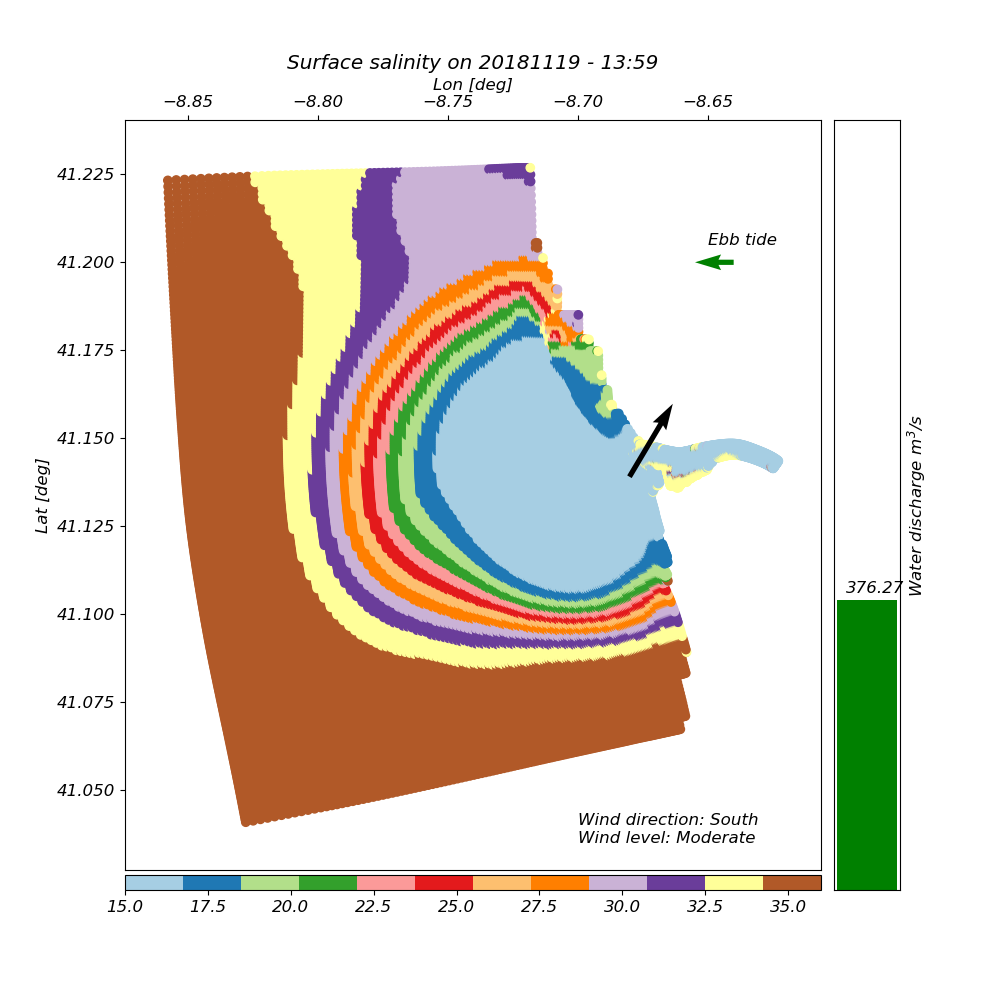 Surface salinity on 20181119 - 13:59
Lon [deg]
−8.85 −8.80 −8.75 −8.70 −8.65
41.225
41.200
41.175
41.150
41.125
41.100
41.075
41.050
Lat [deg]
Ebb tide
Wind direction: South
Wind level: Moderate
376.27
Water discharge m³/s
15.0 17.5 20.0 22.5 25.0 27.5 30.0 32.5 35.0